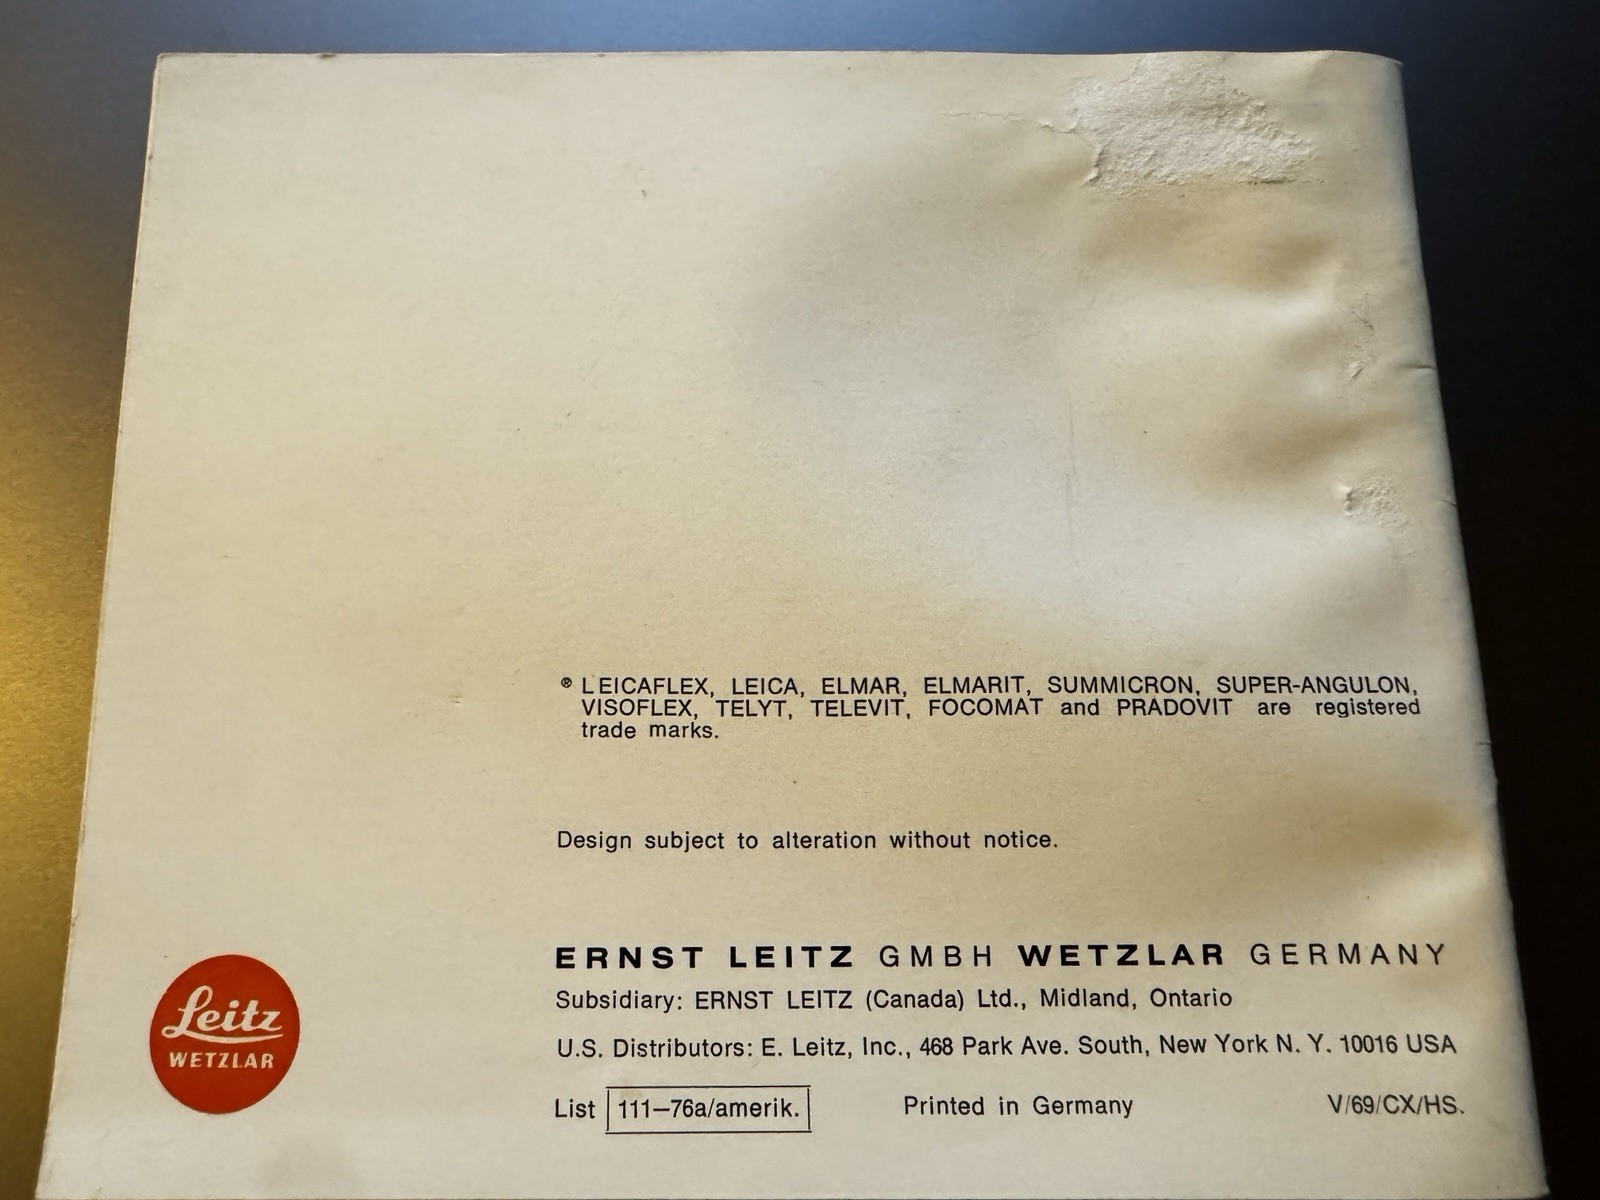 ® LEICAFLEX, LEICA, ELMAR, ELMARIT, SUMMICRON, SUPER-ANGULON,
VISOFLEX, TELYT, TELEVIT, FOCOMAT and PRADOVIT are registered
trade marks.
Design subject to alteration without notice.
ERNST LEITZ GMBH WETZLAR GERMANY
Subsidiary: ERNST LEITZ (Canada) Ltd., Midland, Ontario
U.S. Distributors: E. Leitz, Inc., 468 Park Ave. South, New York N. Y. 10016 USA
List 111—76a/amerik. Printed in Germany V/69/CX/HS.
Leitz
WETZLAR